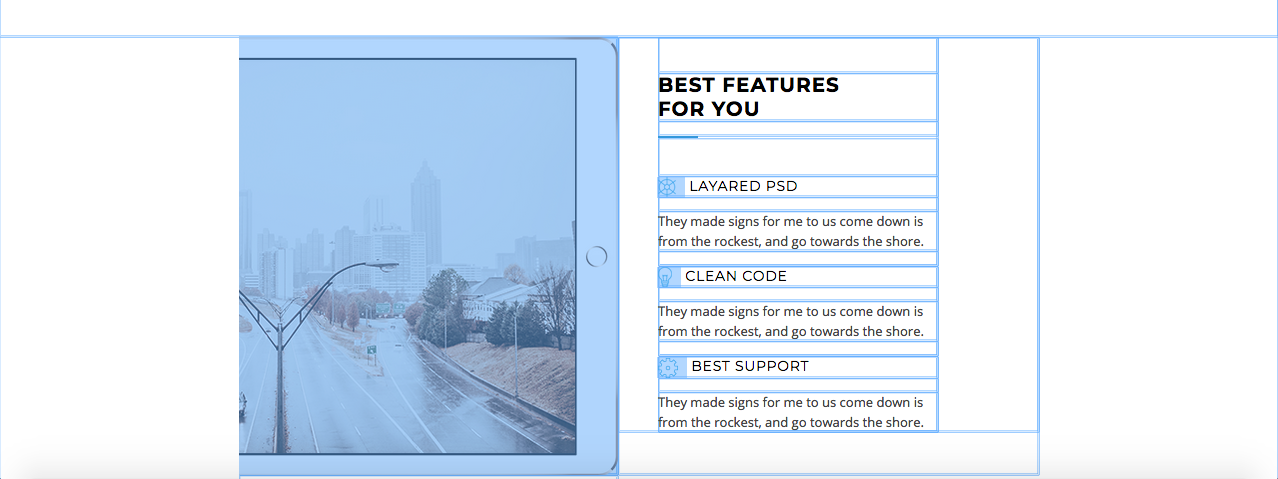 BEST FEATURES
FOR YOU
LAYARED PSD
They made signs for me to us come down is
from the rockest, and go towards the shore.
CLEAN CODE
They made signs for me to us come down is
from the rockest, and go towards the shore.
BEST SUPPORT
They made signs for me to us come down is
from the rockest, and go towards the shore.